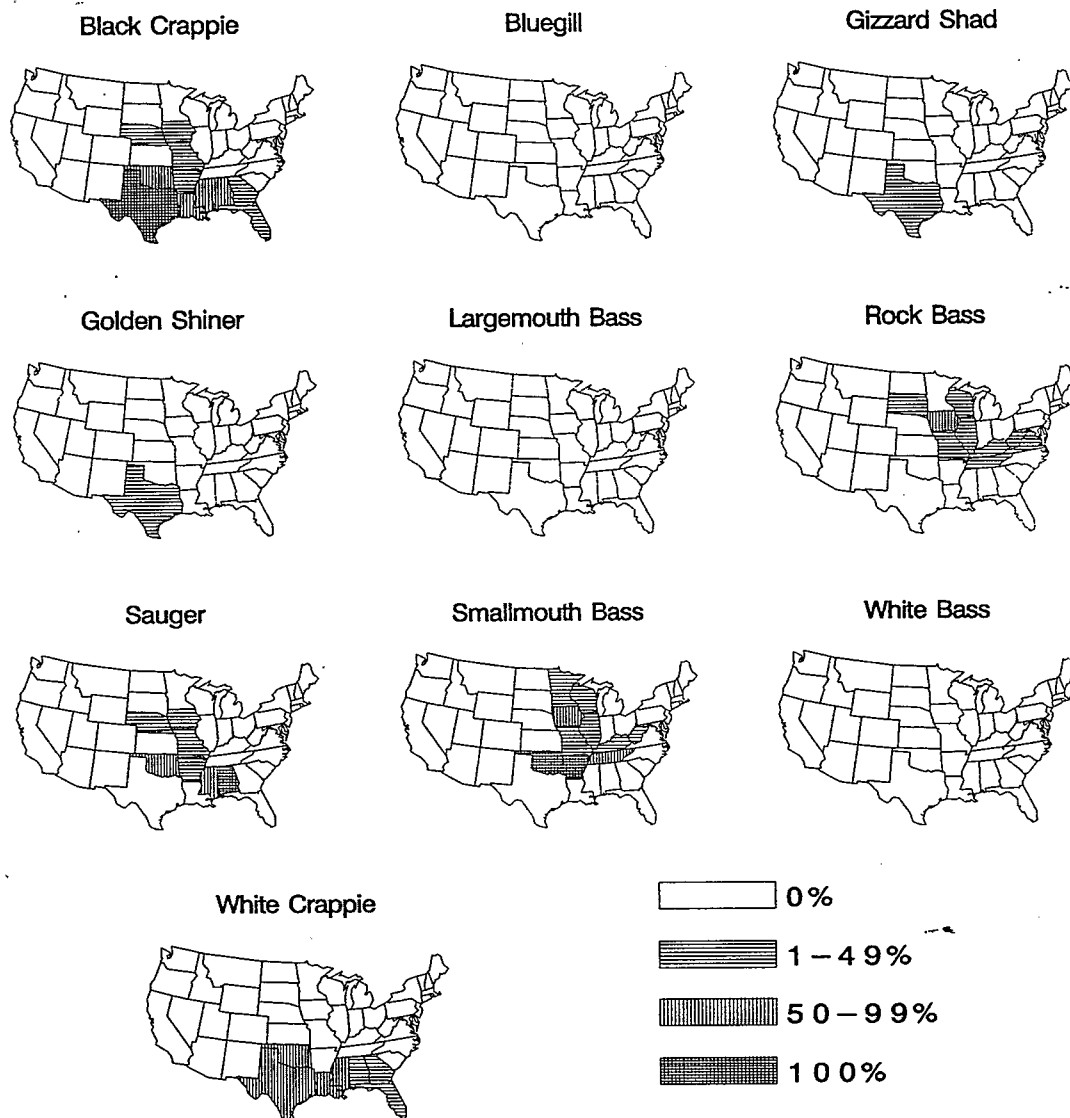 Black Crappie
Bluegill
Gizzard Shad
Golden Shiner
Largemouth Bass
Rock Bass
Sauger
Smallmouth Bass
White Bass
White Crappie
0%
1-49%
50-99%
100%